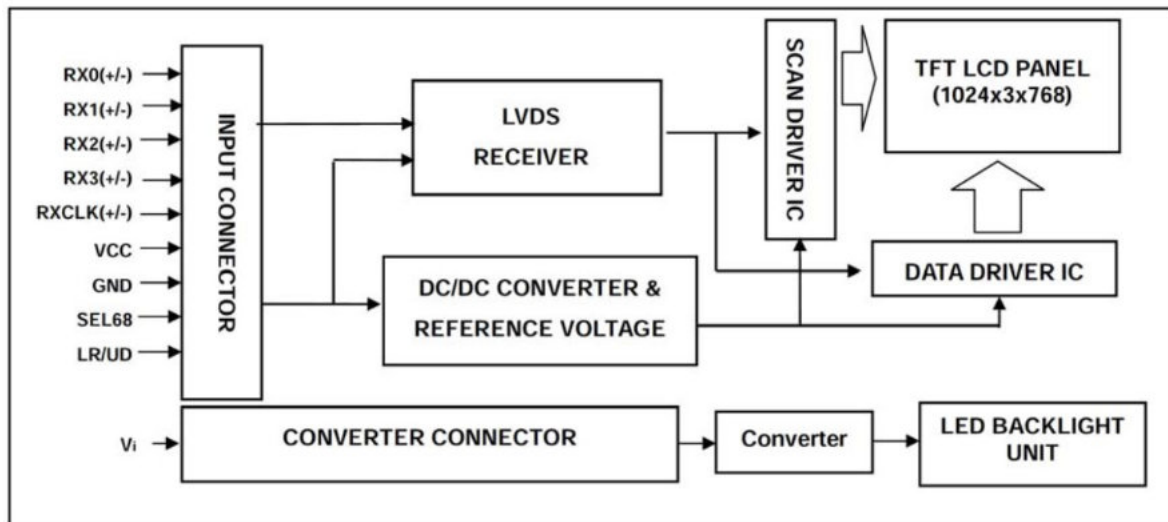 RX0(+/-)
RX1(+/-)
RX2(+/-)
RX3(+/-)
RXCLK(+/-)
VCC
GND
SEL68
LR/UD
INPUT CONNECTOR
LVDS
RECEIVER
DC/DC CONVERTER &
REFERENCE VOLTAGE
SCAN DRIVER IC
TFT LCD PANEL
(1024x3x768)
DATA DRIVER IC
Vi
CONVERTER CONNECTOR
Converter
LED BACKLIGHT
UNIT